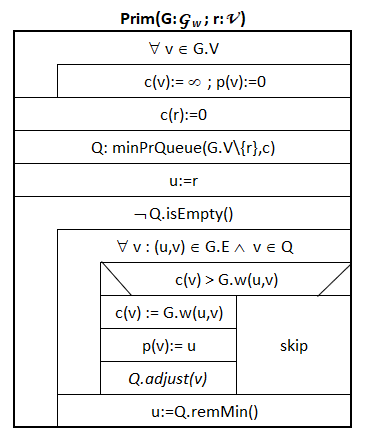 Prim(G:𝒢w ; r:𝒱)
∀ v ∈ G.V
c(v):= ∞ ; p(v):=0
c(r):=0
Q: minPrQueue(G.V\{r},c)
u:=r
¬Q.isEmpty()
∀ v : (u,v) ∈ G.E ∧ v ∈ Q
c(v) > G.w(u,v)
c(v) := G.w(u,v)
p(v):= u
skip
Q.adjust(v)
u:=Q.remMin()